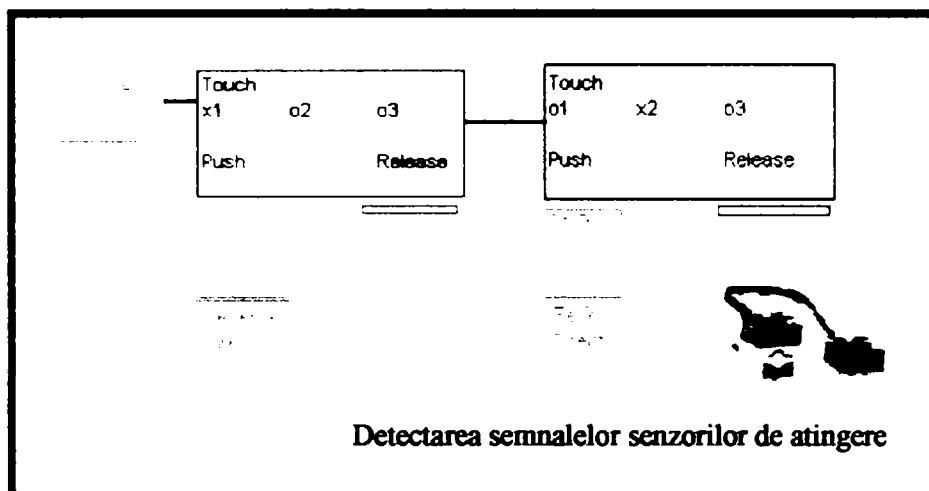 Touch
x1 o2 o3
Push Release
Touch
o1 x2 o3
Push Release
Detectarea semnalelor senzorilor de atingere